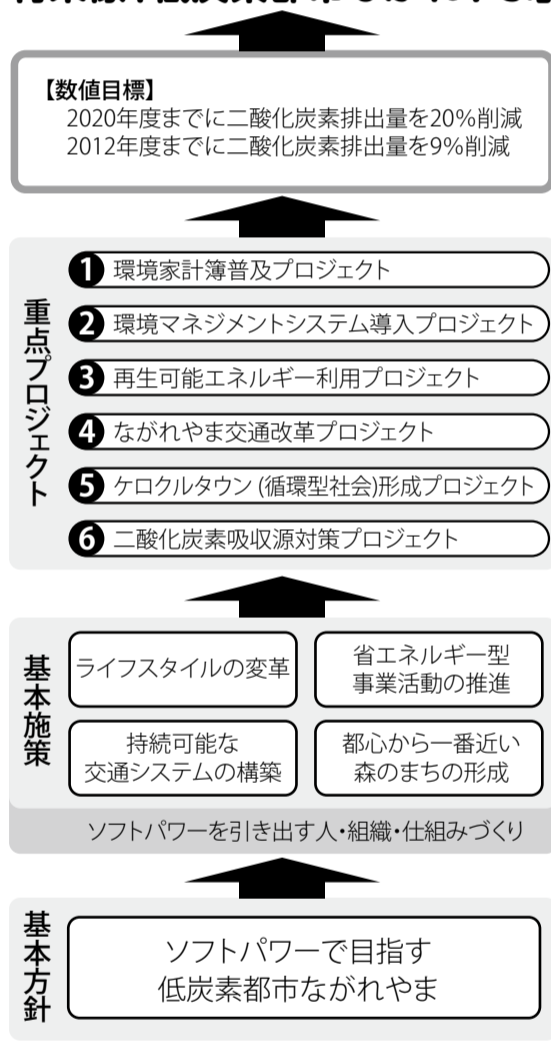 【数値目標】
2020年度までに二酸化炭素排出量を20%削減
2012年度までに二酸化炭素排出量を9%削減
重点プロジェクト
1 環境家計簿普及プロジェクト
2 環境マネジメントシステム導入プロジェクト
3 再生可能エネルギー利用プロジェクト
4 ながれやま交通改革プロジェクト
5 ケロクルタウン(循環型社会)形成プロジェクト
6 二酸化炭素吸収源対策プロジェクト
基本施策
ライフスタイルの変革
省エネルギー型
事業活動の推進
持続可能な
交通システムの構築
都心から一番近い
森のまちの形成
ソフトパワーを引き出す人・組織・仕組みづくり
基本方針
ソフトパワーで目指す
低炭素都市ながれやま